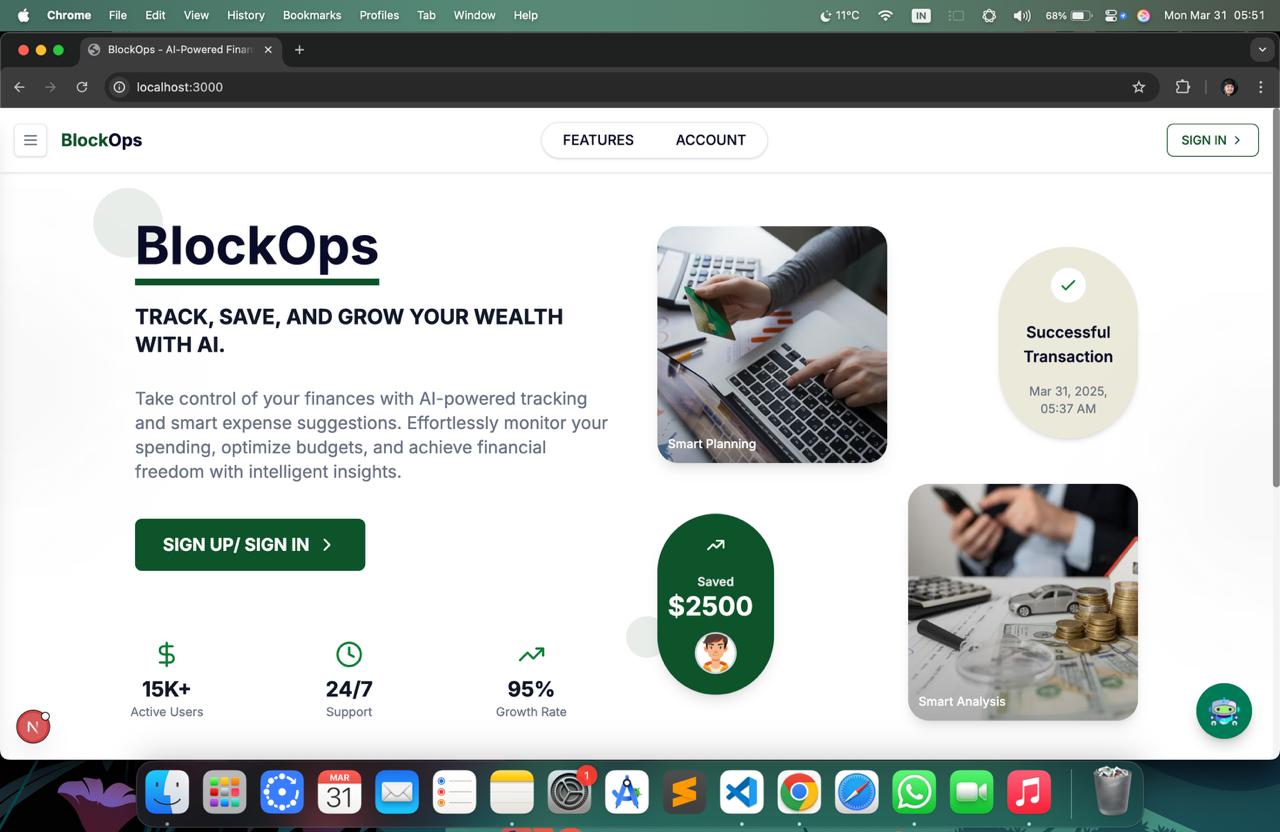 Chrome File Edit View History Bookmarks Profiles Tab Window Help 11°C IN 68% Mon Mar 31 05:51
BlockOps - AI-Powered Finan
localhost:3000
BlockOps FEATURES ACCOUNT SIGN IN
BlockOps
TRACK, SAVE, AND GROW YOUR WEALTH
WITH AI.
Take control of your finances with AI-powered tracking
and smart expense suggestions. Effortlessly monitor your
spending, optimize budgets, and achieve financial
freedom with intelligent insights.
SIGN UP/ SIGN IN
15K+
Active Users
24/7
Support
95%
Growth Rate
Smart Planning
Successful
Transaction
Mar 31, 2025,
05:37 AM
Saved
$2500
Smart Analysis
N
MAR
31
1